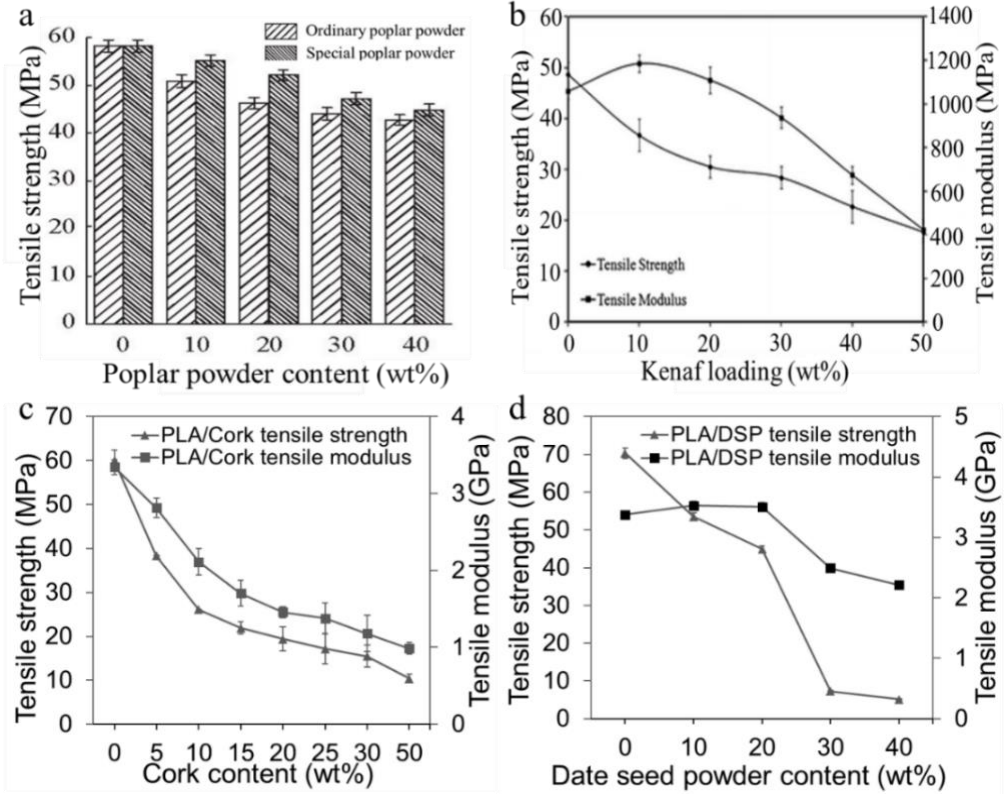 a
Ordinary poplar powder
Special poplar powder
Tensile strength (MPa)
60
50
40
30
20
10
0
0 10 20 30 40
Poplar powder content (wt%)
b
Tensile strength (MPa)
60
50
40
30
20
10
0
Tensile Strength
Tensile Modulus
1400
1200
1000
800
600
400
200
0
Tensile modulus (MPa)
0 10 20 30 40 50
Kenaf loading (wt%)
c
Tensile strength (MPa)
70
60
50
40
30
20
10
0
PLA/Cork tensile strength
PLA/Cork tensile modulus
4
3
2
1
0
Tensile modulus (GPa)
0 5 10 15 20 25 30 50
Cork content (wt%)
d
Tensile strength (MPa)
80
70
60
50
40
30
20
10
0
PLA/DSP tensile strength
PLA/DSP tensile modulus
5
4
3
2
1
0
Tensile modulus (GPa)
0 10 20 30 40
Date seed powder content (wt%)